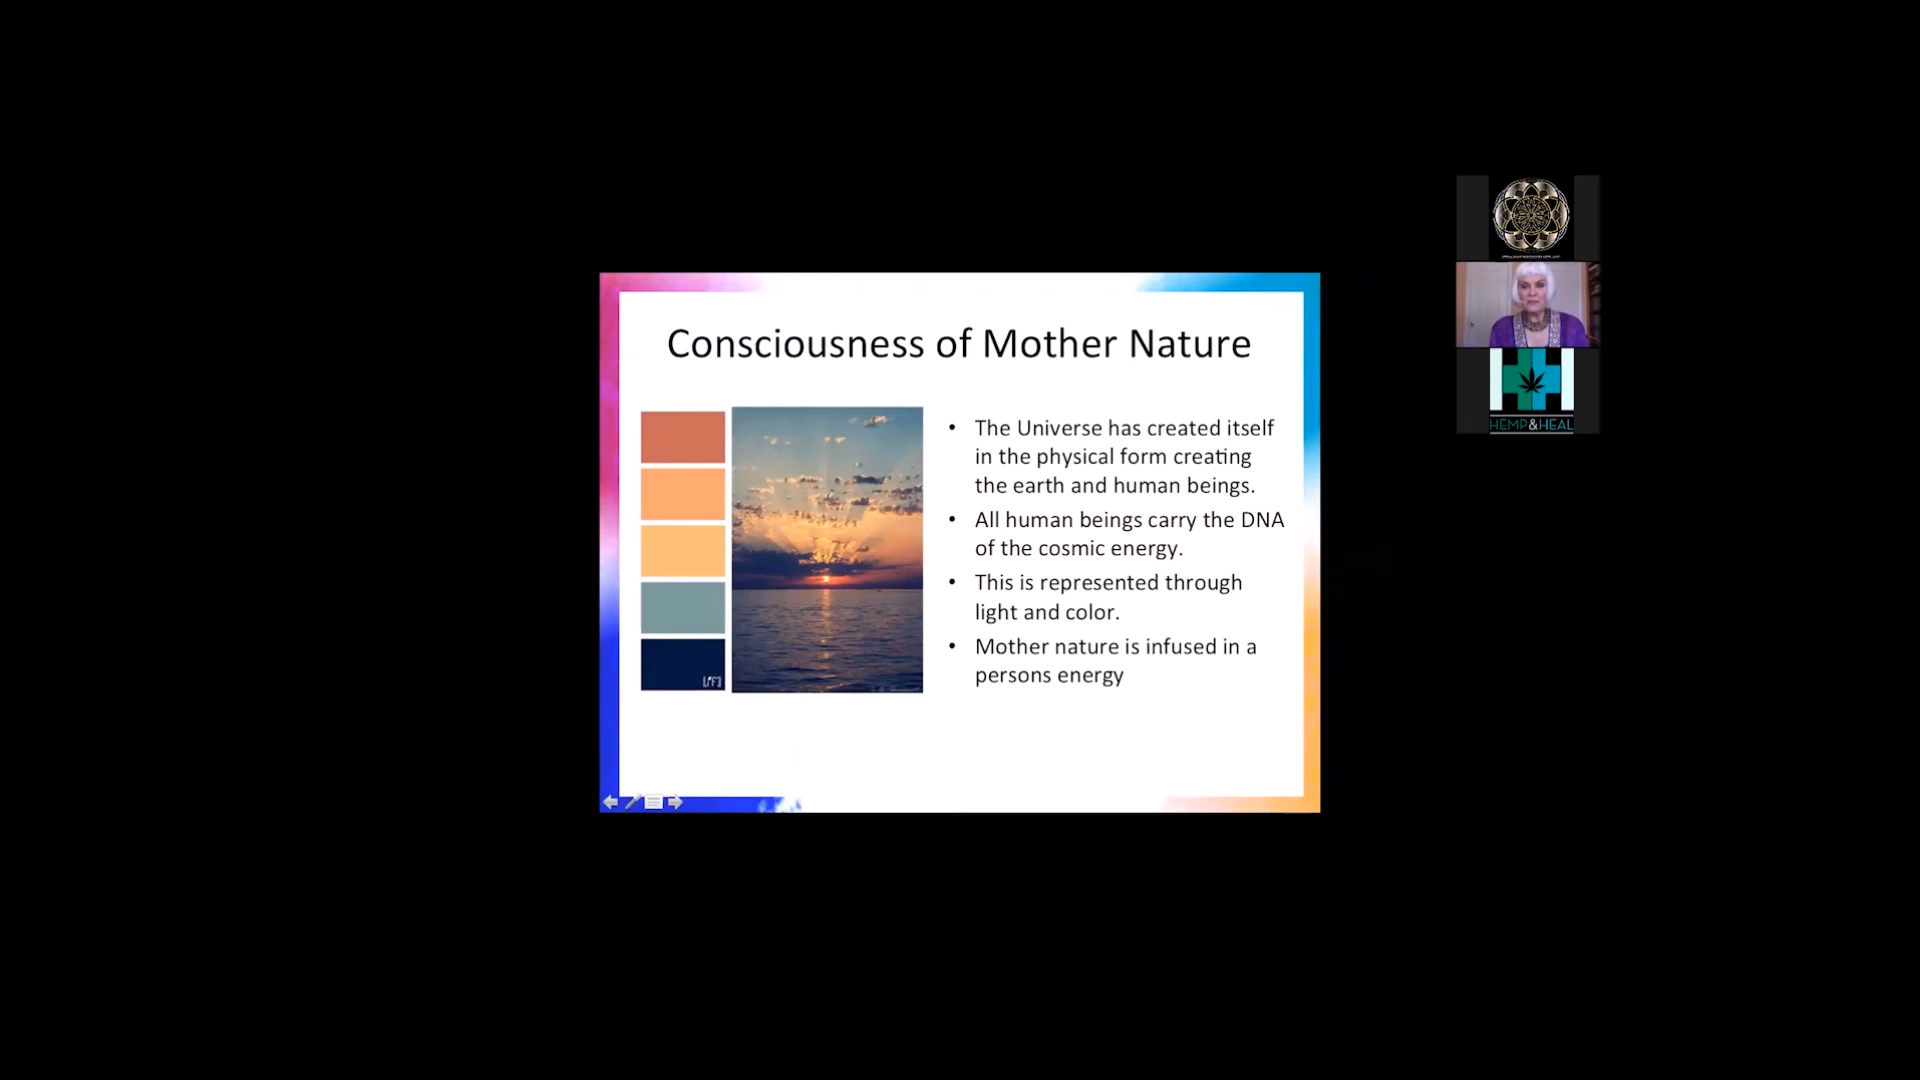 Consciousness of Mother Nature
• The Universe has created itself
in the physical form creating
the earth and human beings.
• All human beings carry the DNA
of the cosmic energy.
• This is represented through
light and color.
• Mother nature is infused in a
persons energy
[fF]
HEMP&HEAL